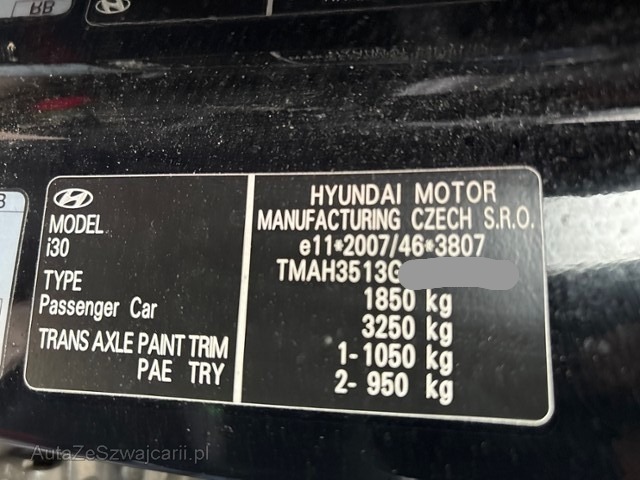 RB
MODEL
i30
TYPE
Passenger Car
TRANS AXLE PAINT TRIM
PAE TRY
HYUNDAI MOTOR
MANUFACTURING CZECH S.R.O.
e11*2007/46*3807
TMAH3513G
1850 kg
3250 kg
1-1050 kg
2- 950 kg
AutaZeSzwajcarii.pl